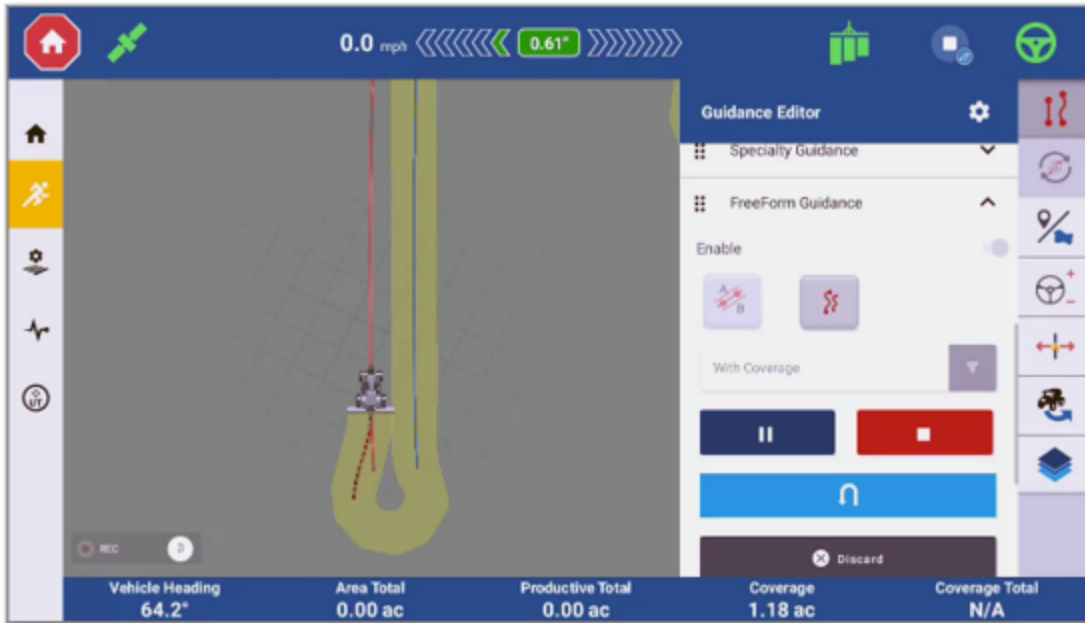 0.0 mph 0.61"
Guidance Editor
Specialty Guidance
FreeForm Guidance
Enable
A
B
With Coverage
UT
REC
Discard
Vehicle Heading Area Total Productive Total Coverage Coverage Total
64.2° 0.00 ac 0.00 ac 1.18 ac N/A